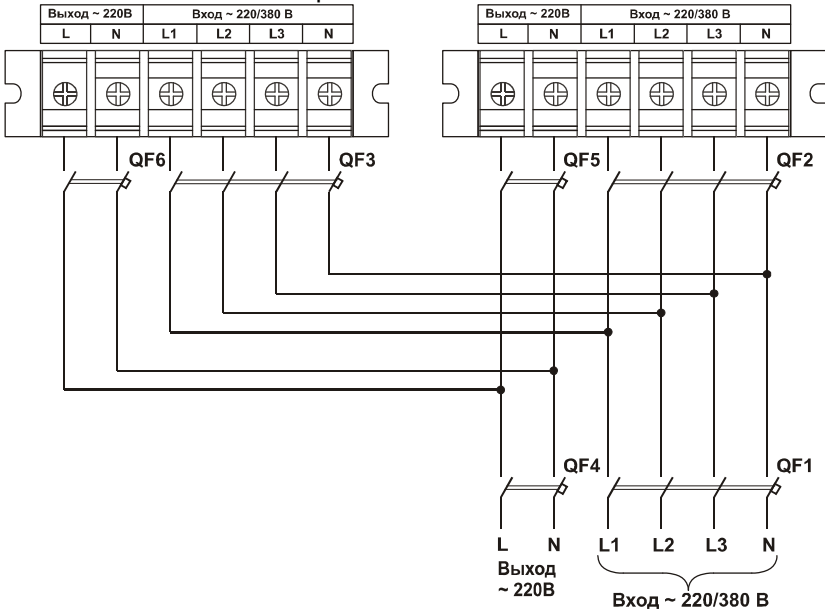 Выход ~ 220В Вход ~ 220/380 В
L N L1 L2 L3 N
Выход ~ 220В Вход ~ 220/380 В
L N L1 L2 L3 N
QF6 QF3 QF5 QF2
QF4 QF1
L N L1 L2 L3 N
Выход
~ 220В
Вход ~ 220/380 В